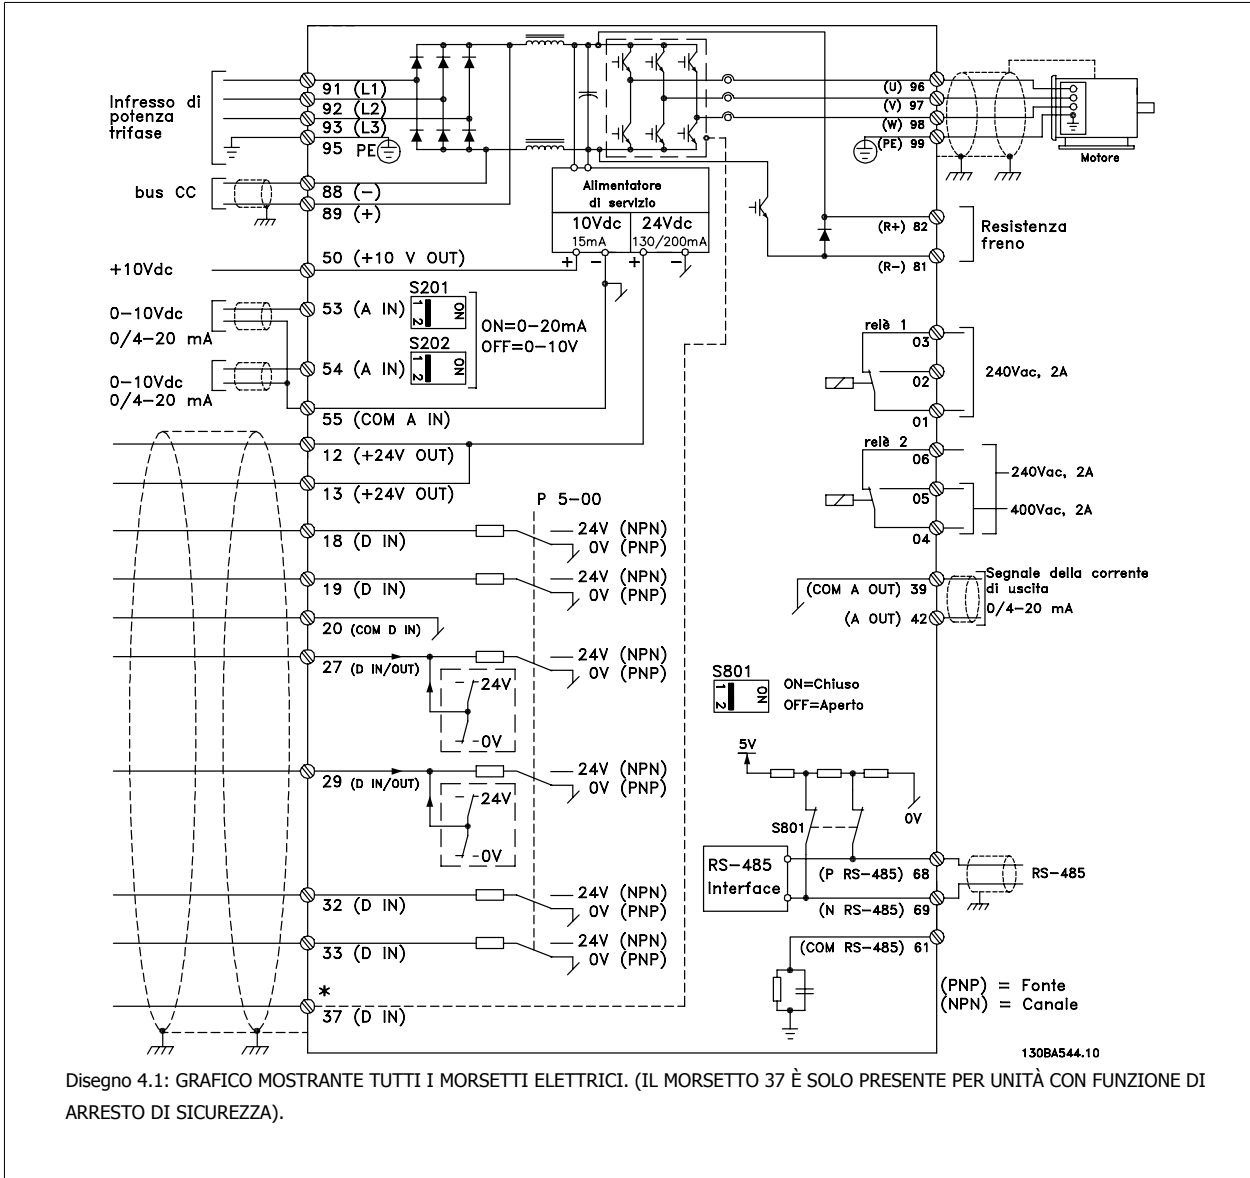 91 (L1)
92 (L2)
93 (L3)
95 PE
Infresso di
potenza
trifase
bus CC
88 (−)
89 (+)
+10Vdc
50 (+10 V OUT)
0−10Vdc
0/4−20 mA
53 (A IN)
S201
1 2
ON
ON=0−20mA
OFF=0−10V
0−10Vdc
0/4−20 mA
54 (A IN)
S202
1 2
ON
55 (COM A IN)
12 (+24V OUT)
13 (+24V OUT)
P 5−00
18 (D IN)
24V (NPN)
0V (PNP)
19 (D IN)
24V (NPN)
0V (PNP)
20 (COM D IN)
27 (D IN/OUT)
24V (NPN)
0V (PNP)
24V
0V
29 (D IN/OUT)
24V (NPN)
0V (PNP)
24V
0V
32 (D IN)
24V (NPN)
0V (PNP)
33 (D IN)
24V (NPN)
0V (PNP)
*
37 (D IN)
Alimentatore
di servizio
10Vdc
15mA
24Vdc
130/200mA
+ − + −
(U) 96
(V) 97
(W) 98
(PE) 99
Motore
(R+) 82
(R−) 81
Resistenza
freno
relè 1
03
02
01
240Vac, 2A
relè 2
06
05
04
240Vac, 2A
400Vac, 2A
(COM A OUT) 39
(A OUT) 42
Segnale della corrente
di uscita
0/4−20 mA
S801
1 2
ON
ON=Chiuso
OFF=Aperto
5V
0V
S801
RS−485
Interface
(P RS−485) 68
(N RS−485) 69
RS−485
(COM RS−485) 61
(PNP) = Fonte
(NPN) = Canale
130BA544.10
Disegno 4.1: GRAFICO MOSTRANTE TUTTI I MORSETTI ELETTRICI. (IL MORSETTO 37 È SOLO PRESENTE PER UNITÀ CON FUNZIONE DI
ARRESTO DI SICUREZZA).